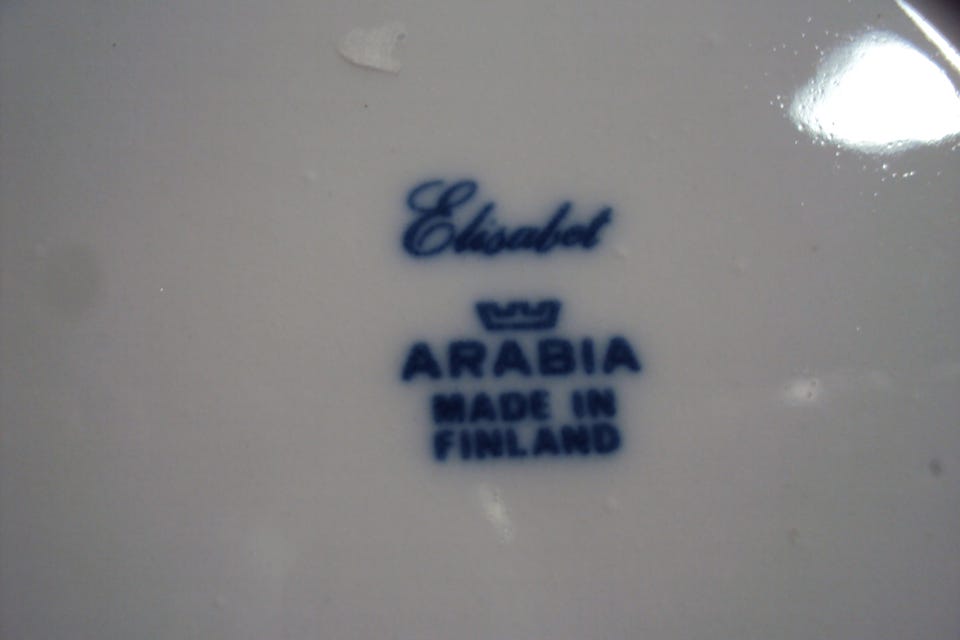 Elisabet
ARABIA
MADE IN
FINLAND